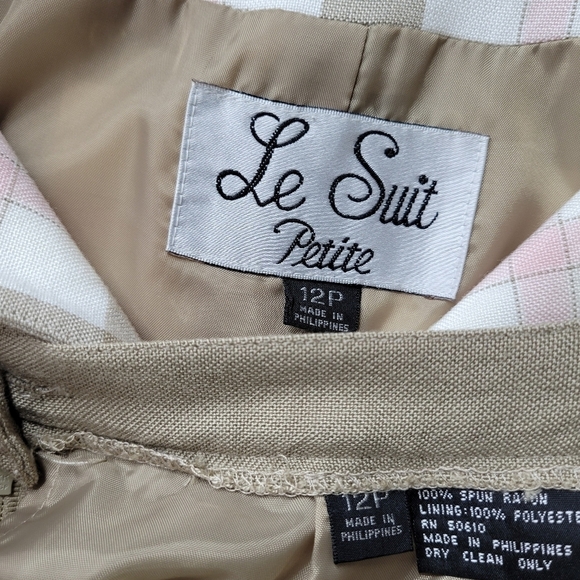 Le Suit
Petite
12P
MADE IN
PHILIPPINES
12P
MADE IN
PHILIPPINES
100% SPUN RAYON
LINING:100% POLYESTE
RN 50610
MADE IN PHILIPPINES
DRY CLEAN ONLY